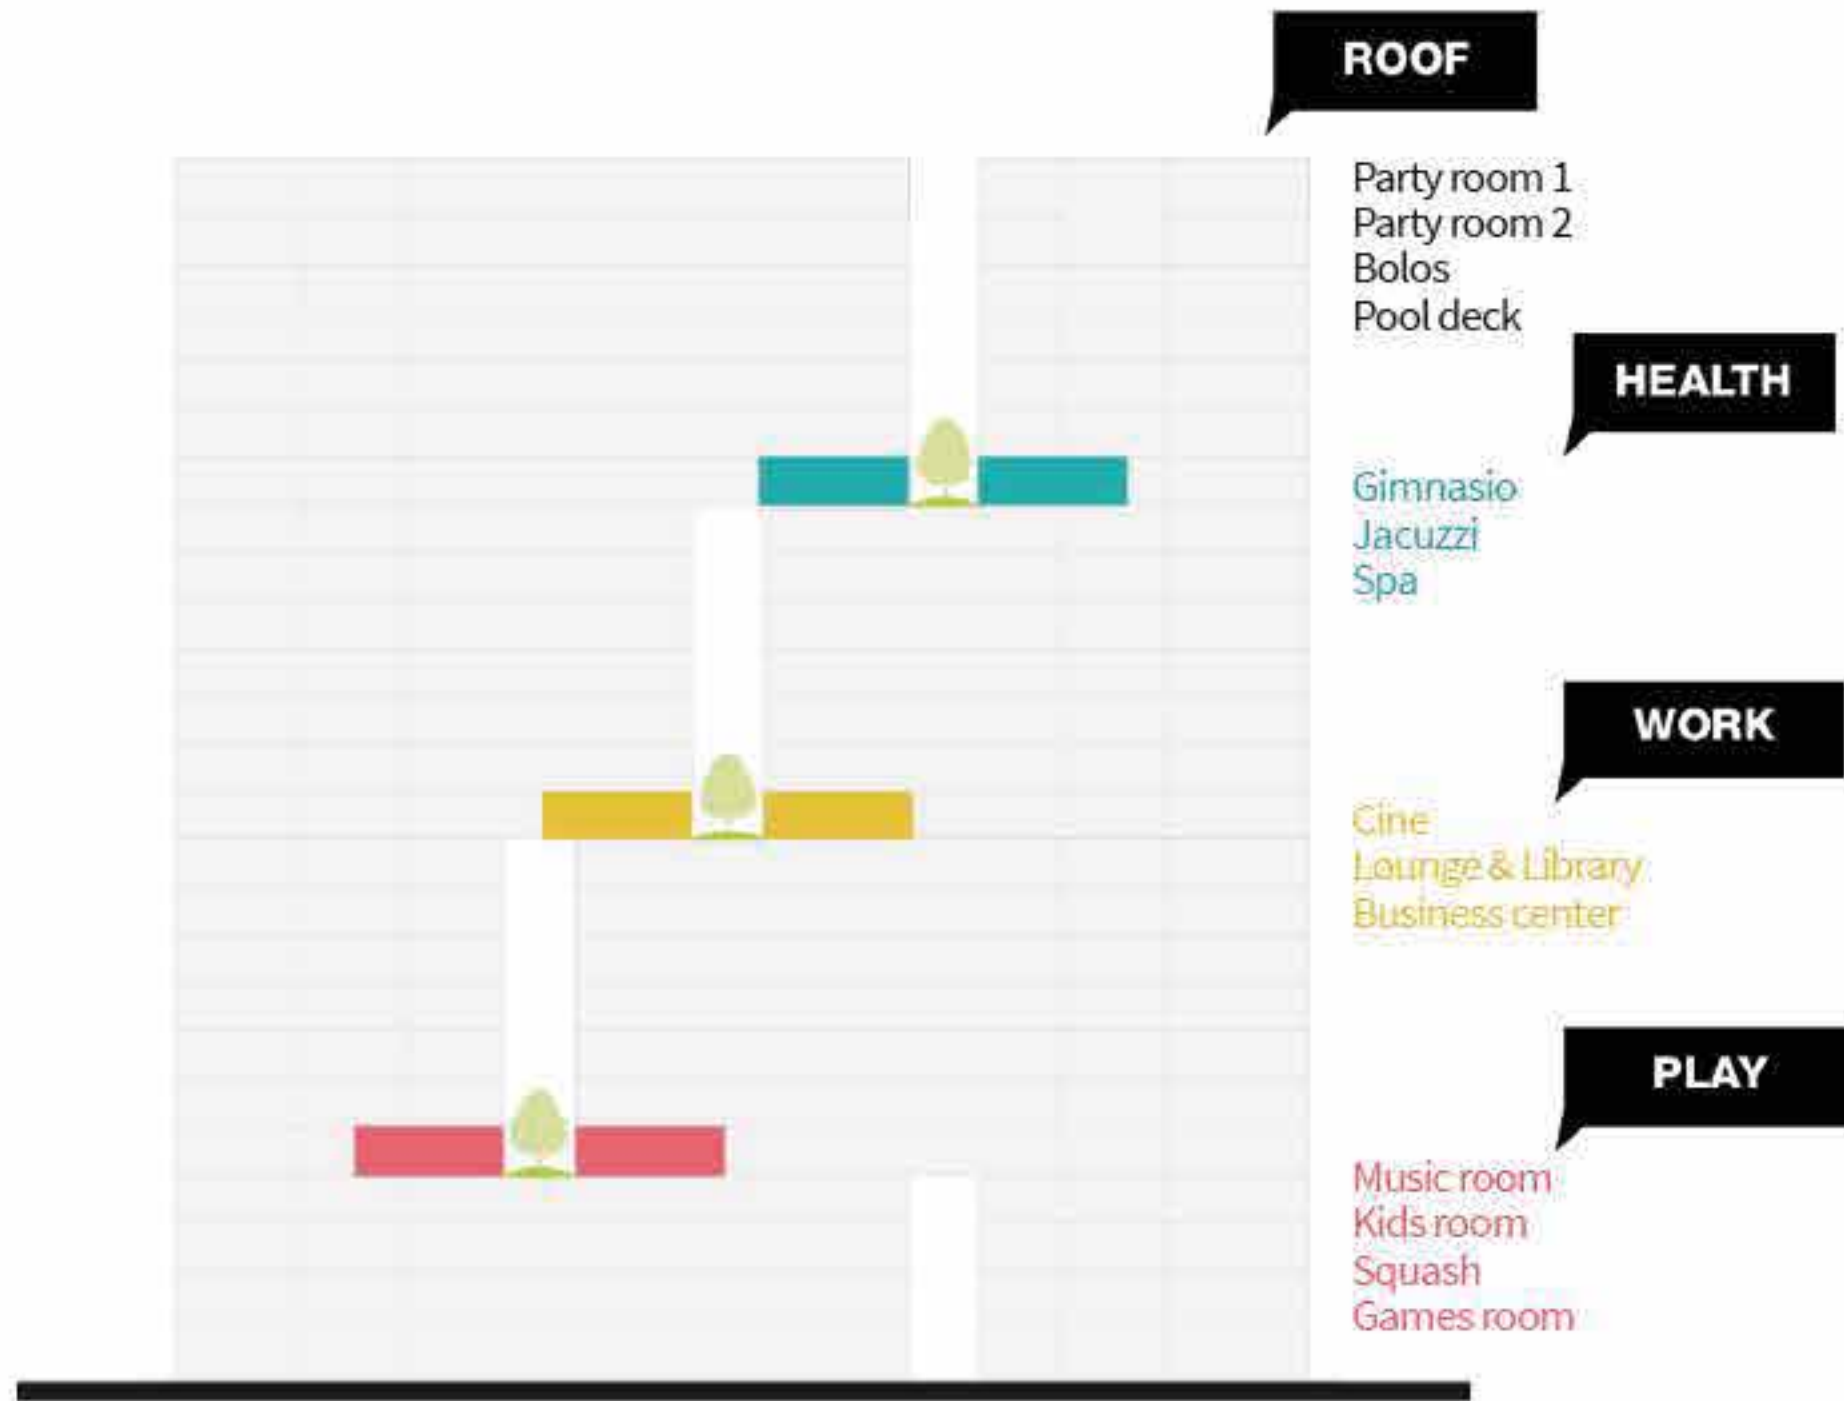 ROOF
Party room 1
Party room 2
Bolos
Pool deck
HEALTH
Gimnasio
Jacuzzi
Spa
WORK
Cine
Lounge & Library
Business center
PLAY
Music room
Kids room
Squash
Games room